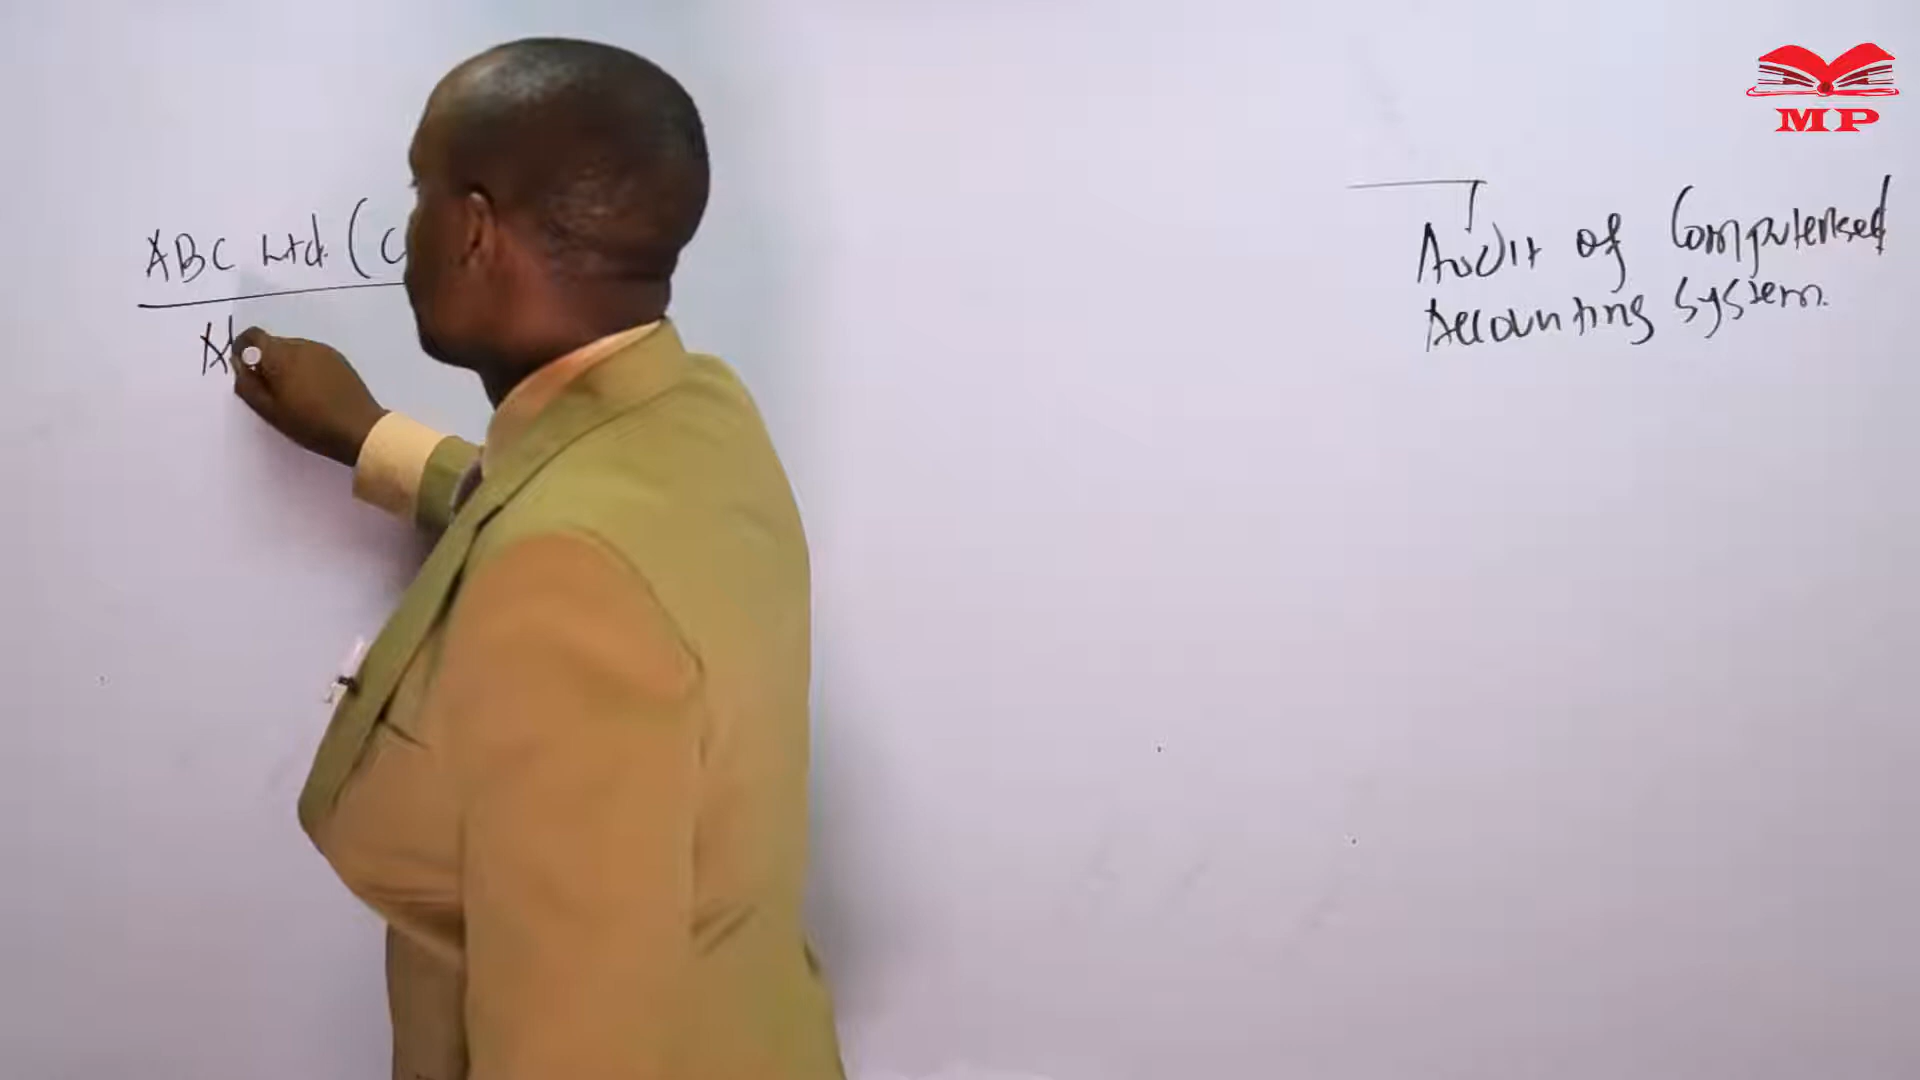 MP
ABC Ltd. (C
Audit of Computerised
Accounting System.